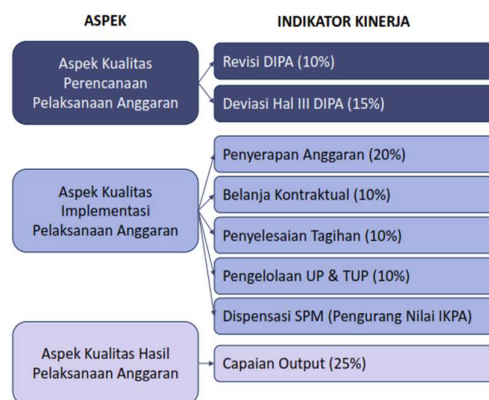 ASPEK
INDIKATOR KINERJA
Aspek Kualitas
Perencanaan
Pelaksanaan Anggaran
Revisi DIPA (10%)
Deviasi Hal III DIPA (15%)
Aspek Kualitas
Implementasi
Pelaksanaan Anggaran
Penyerapan Anggaran (20%)
Belanja Kontraktual (10%)
Penyelesaian Tagihan (10%)
Pengelolaan UP & TUP (10%)
Dispensasi SPM (Pengurang Nilai IKPA)
Aspek Kualitas Hasil
Pelaksanaan Anggaran
Capaian Output (25%)